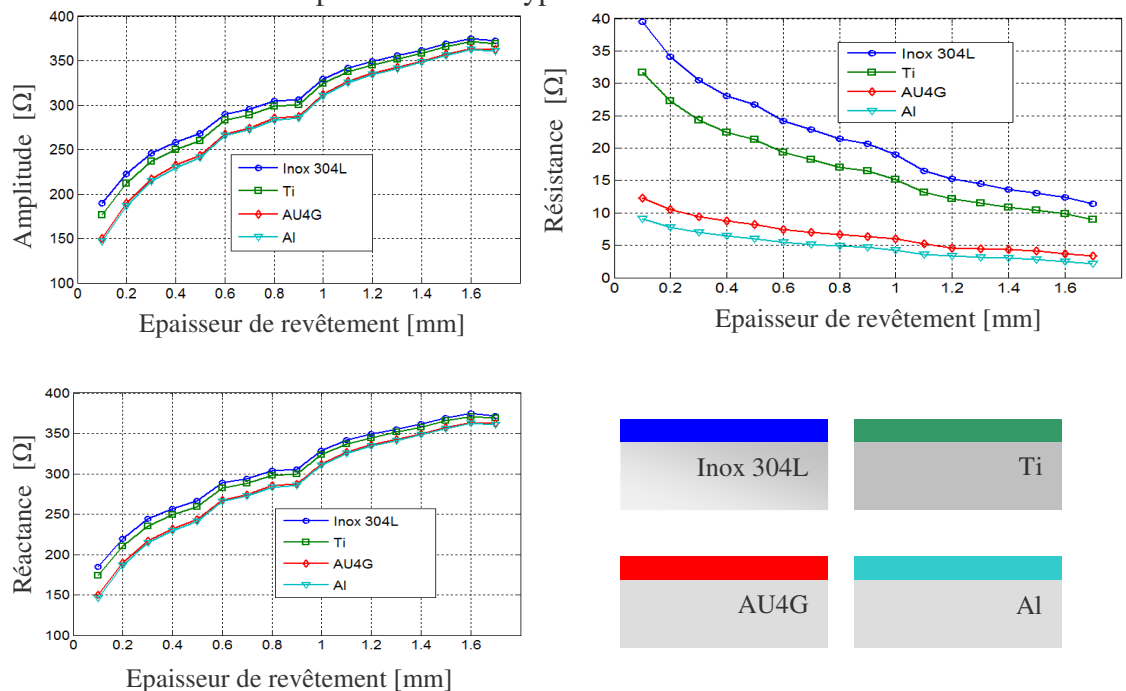 Amplitude [Ω]
400
350
300
250
200
150
100
0 0.2 0.4 0.6 0.8 1.0 1.2 1.4 1.6
Epaisseur de revêtement [mm]
Inox 304L
Ti
AU4G
Al
Résistance [Ω]
40
35
30
25
20
15
10
5
0
0 0.2 0.4 0.6 0.8 1.0 1.2 1.4 1.6
Epaisseur de revêtement [mm]
Inox 304L
Ti
AU4G
Al
Réactance [Ω]
400
350
300
250
200
150
100
0 0.2 0.4 0.6 0.8 1.0 1.2 1.4 1.6
Epaisseur de revêtement [mm]
Inox 304L
Ti
AU4G
Al
Inox 304L
Ti
AU4G
Al